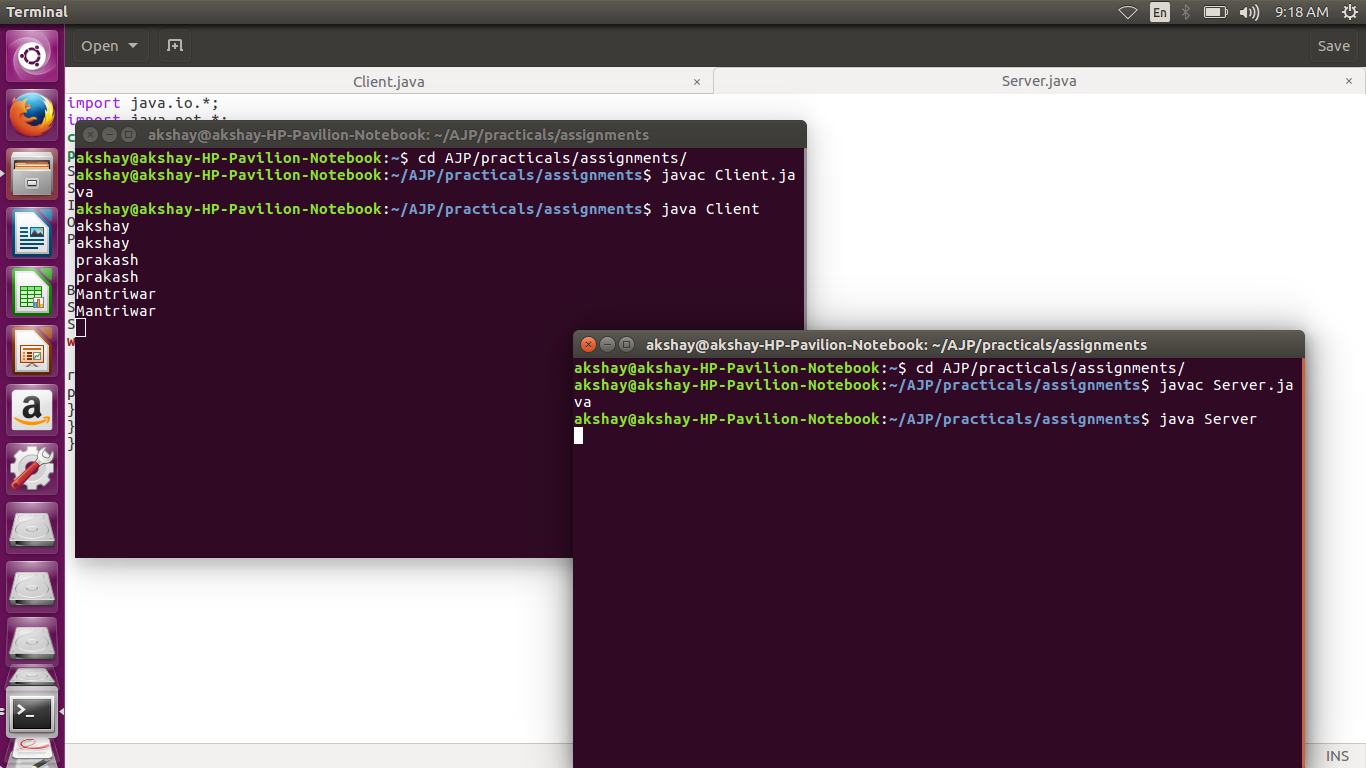 Terminal
En
9:18 AM
Open
Save
Client.java
Server.java
import java.io.*;
import java.net.*;
akshay@akshay-HP-Pavilion-Notebook: ~/AJP/practicals/assignments
akshay@akshay-HP-Pavilion-Notebook:~$ cd AJP/practicals/assignments/
akshay@akshay-HP-Pavilion-Notebook:~/AJP/practicals/assignments$ javac Client.ja
va
akshay@akshay-HP-Pavilion-Notebook:~/AJP/practicals/assignments$ java Client
akshay
akshay
prakash
prakash
Mantriwar
Mantriwar
c
p
S
S
I
O
P
B
S
S
w
r
p
}
}
}
akshay@akshay-HP-Pavilion-Notebook: ~/AJP/practicals/assignments
akshay@akshay-HP-Pavilion-Notebook:~$ cd AJP/practicals/assignments/
akshay@akshay-HP-Pavilion-Notebook:~/AJP/practicals/assignments$ javac Server.ja
va
akshay@akshay-HP-Pavilion-Notebook:~/AJP/practicals/assignments$ java Server
INS